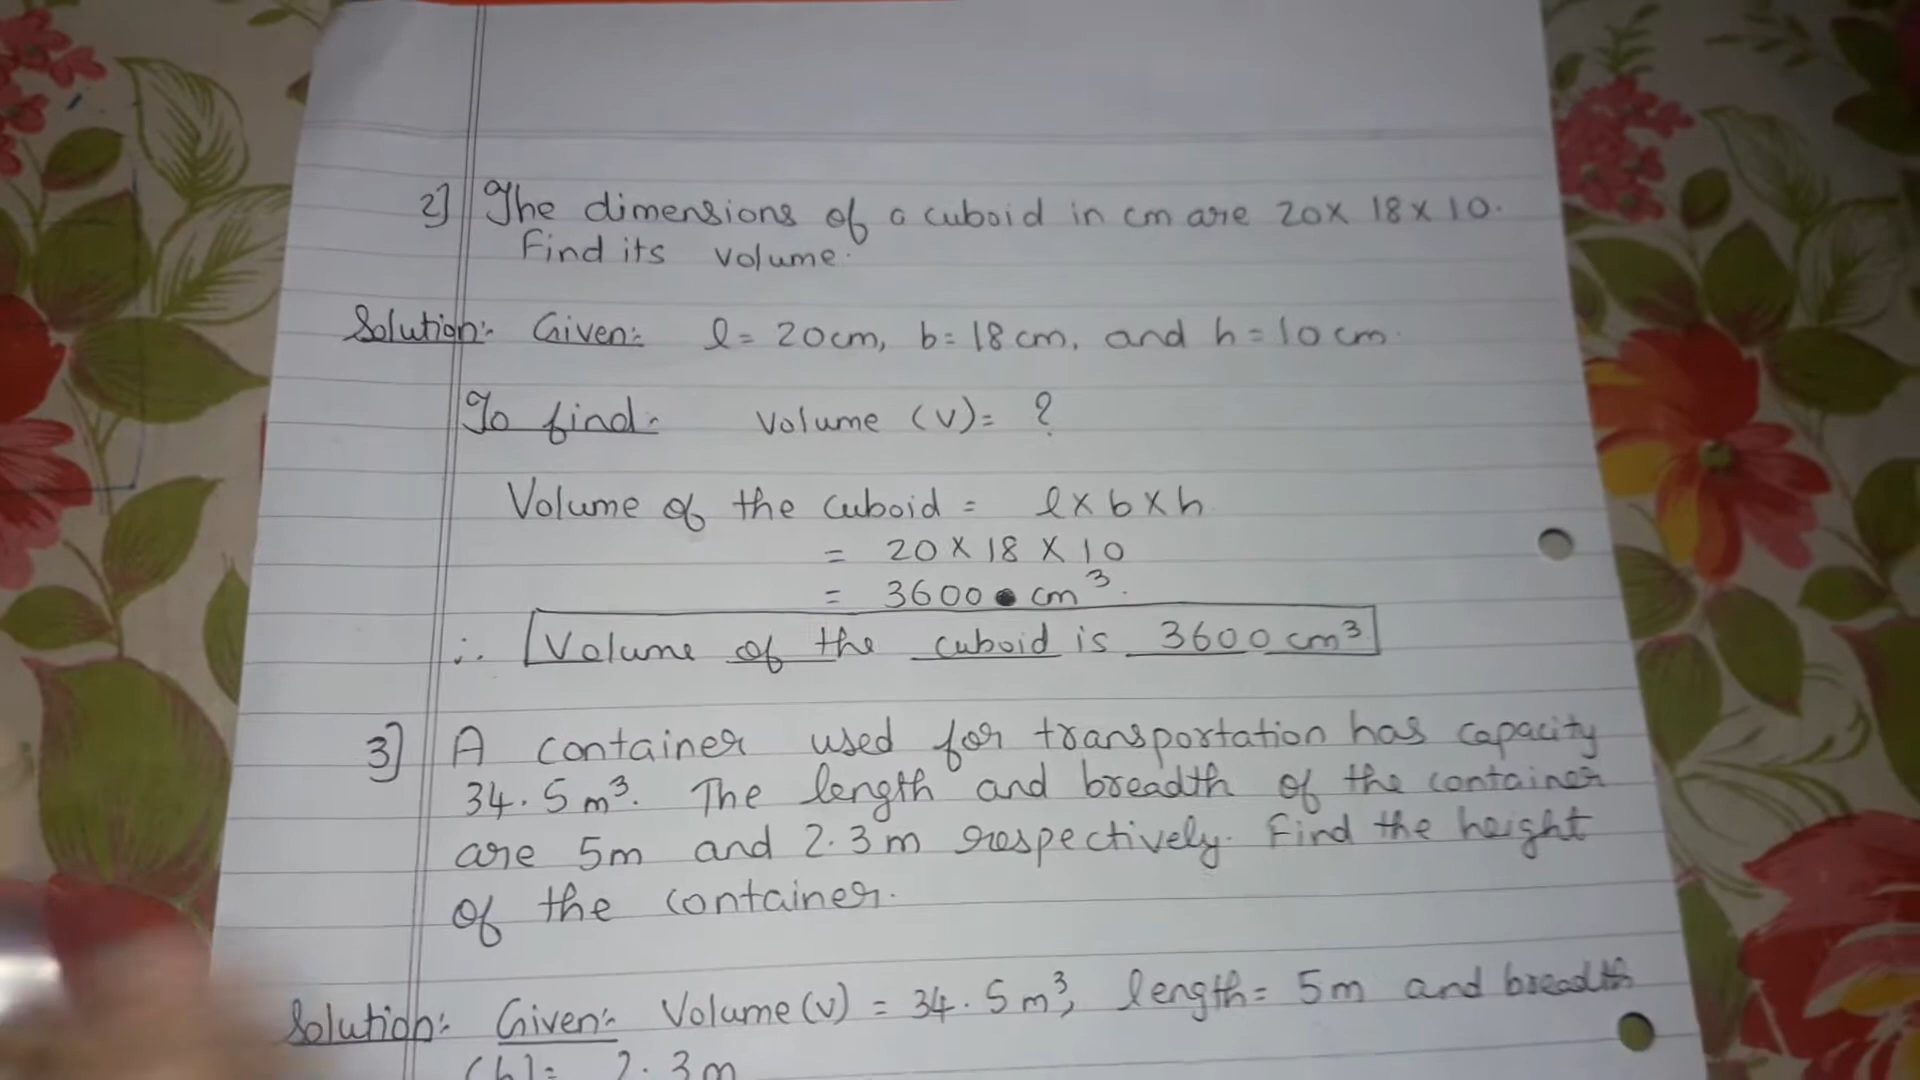 2] The dimensions of a cuboid in cm are 20 x 18 x 10.
Find its volume.
Solution:- Given:- l = 20cm, b = 18 cm, and h = 10 cm.
To find:- Volume (V) = ?
Volume of the cuboid = l x b x h
= 20 x 18 x 10
= 3600 cm³.
∴ Volume of the cuboid is 3600 cm³
3] A container used for transportation has capacity
34.5 m³. The length and breadth of the container
are 5m and 2.3 m respectively. Find the height
of the container.
Solution:- Given:- Volume (V) = 34.5 m³, length = 5m and breadth
(b) = 2.3 m